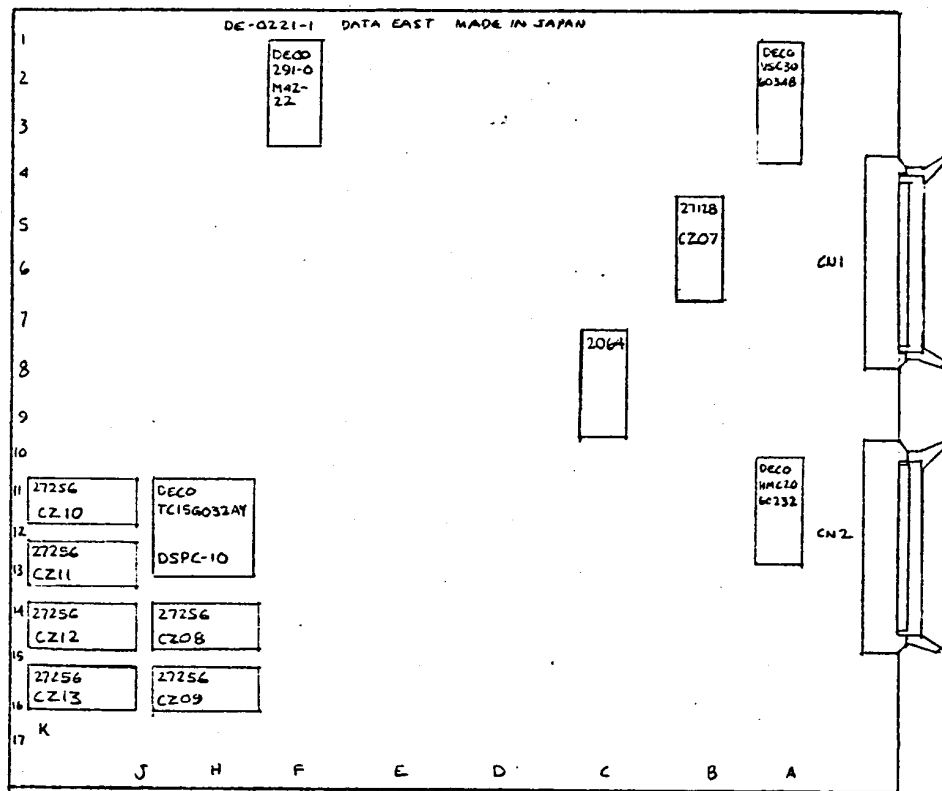 DE-0221-1 DATA EAST MADE IN JAPAN
1
2
3
4
5
6
7
8
9
10
11
12
13
14
15
16
17
DECO
291-0
M42-
22
DECO
VSC30
6034B
27128
CZ07
CN1
2064
DECO
HMC20
6C232
CN2
27256
CZ10
DECO
TC15G032AY
DSPC-10
27256
CZ11
27256
CZ12
27256
CZ08
27256
CZ13
27256
CZ09
K
J H F E D C B A